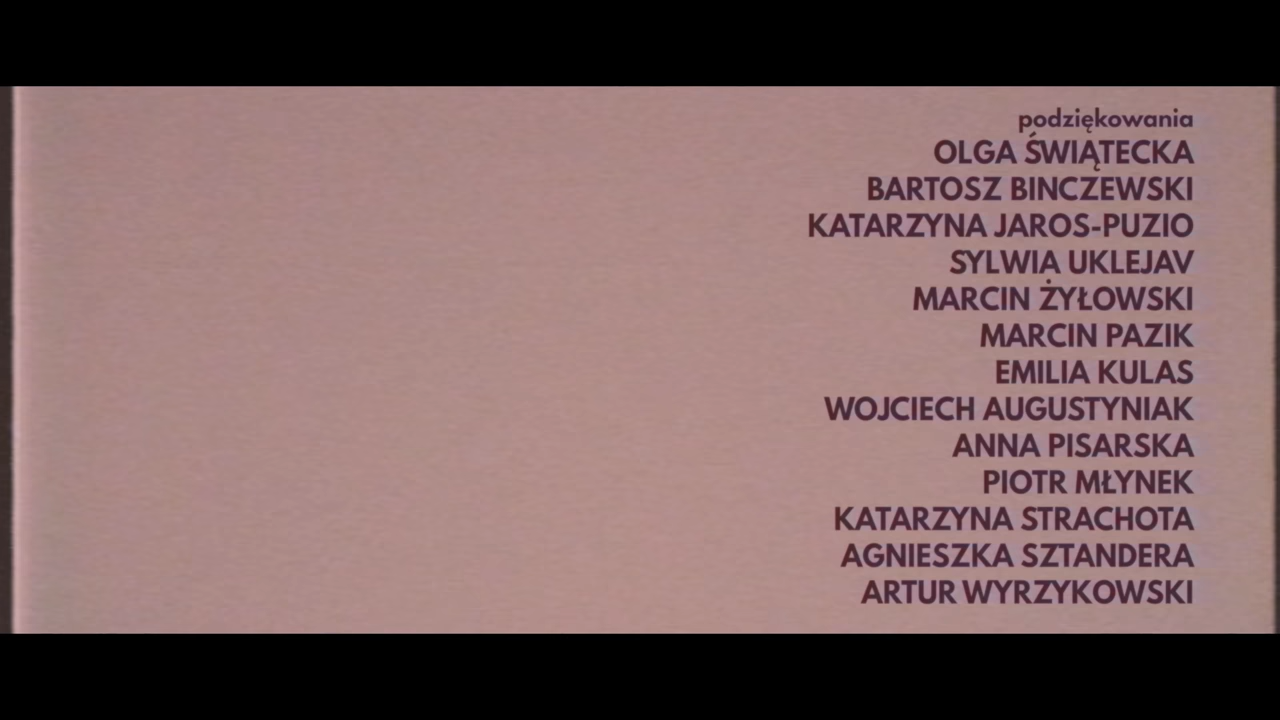 podziękowania
OLGA ŚWIĄTECKA
BARTOSZ BINCZEWSKI
KATARZYNA JAROS-PUZIO
SYLWIA UKLEJAV
MARCIN ŻYŁOWSKI
MARCIN PAZIK
EMILIA KULAS
WOJCIECH AUGUSTYNIAK
ANNA PISARSKA
PIOTR MŁYNEK
KATARZYNA STRACHOTA
AGNIESZKA SZTANDERA
ARTUR WYRZYKOWSKI